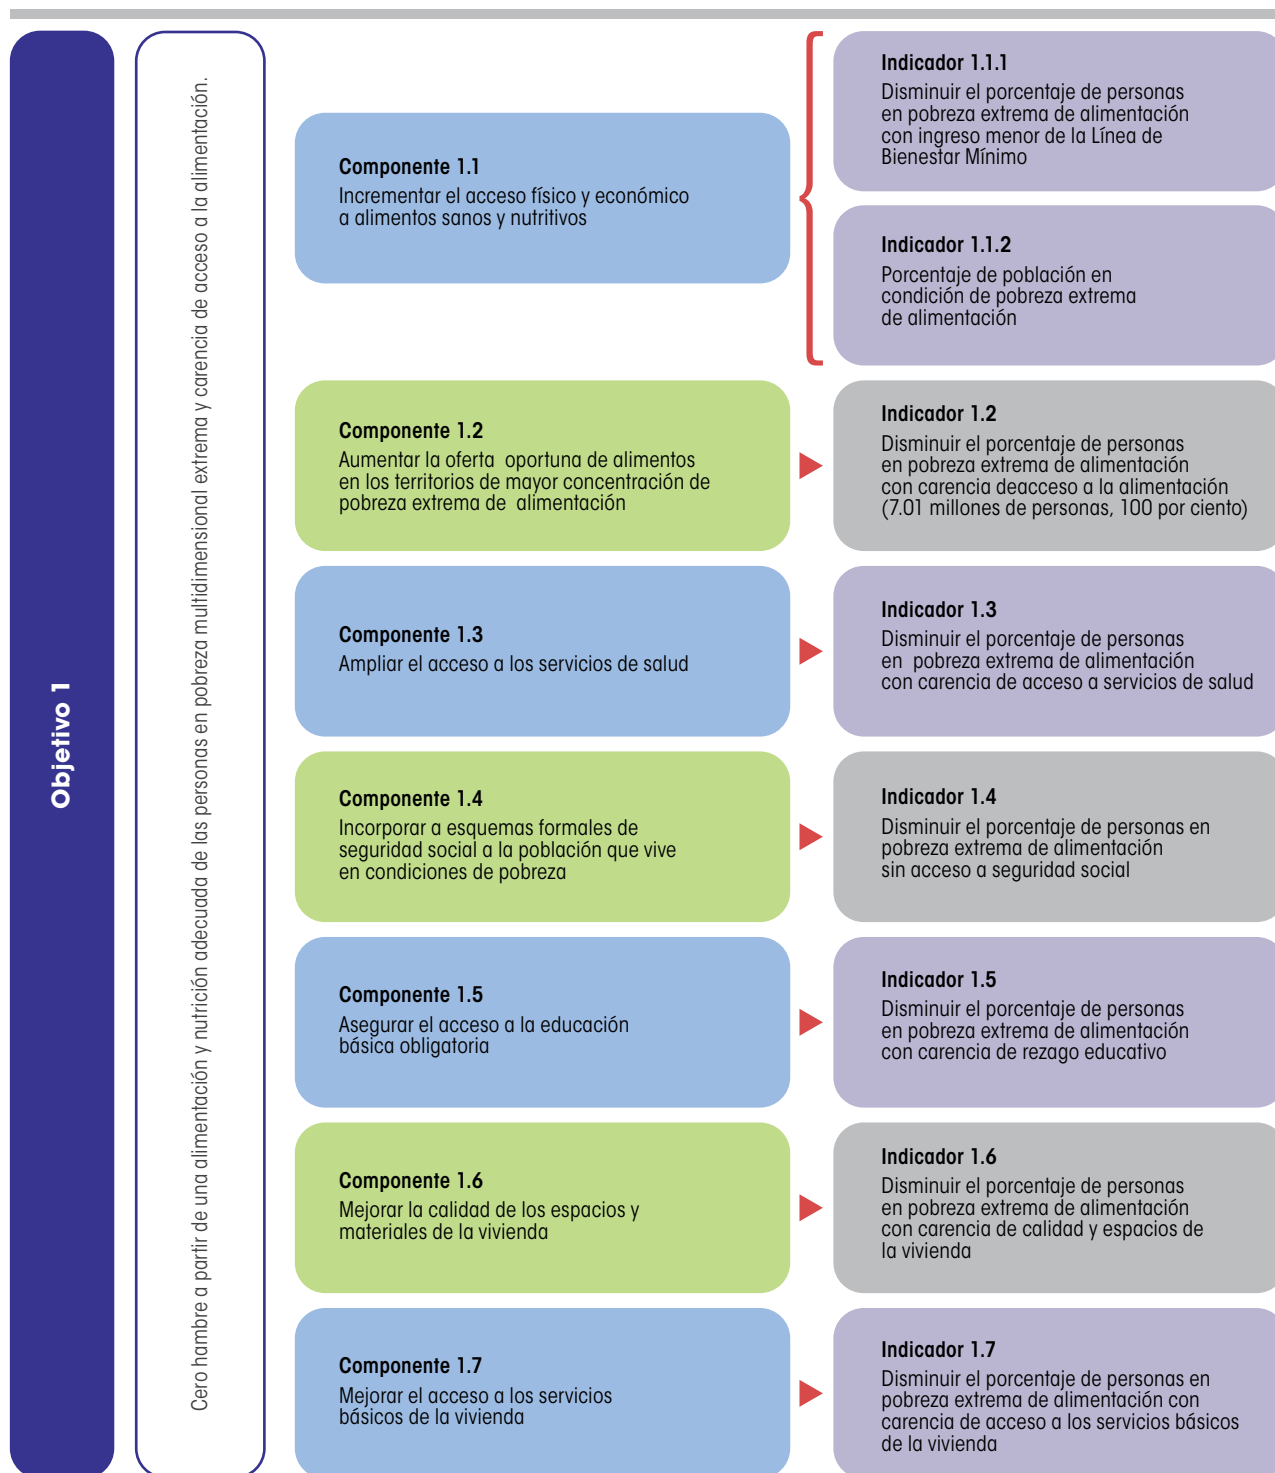 Objetivo 1
Cero hambre a partir de una alimentación y nutrición adecuada de las personas en pobreza multidimensional extrema y carencia de acceso a la alimentación.
Componente 1.1
Incrementar el acceso físico y económico
a alimentos sanos y nutritivos
Indicador 1.1.1
Disminuir el porcentaje de personas
en pobreza extrema de alimentación
con ingreso menor de la Línea de
Bienestar Mínimo
Indicador 1.1.2
Porcentaje de población en
condición de pobreza extrema
de alimentación
Componente 1.2
Aumentar la oferta oportuna de alimentos
en los territorios de mayor concentración de
pobreza extrema de alimentación
Indicador 1.2
Disminuir el porcentaje de personas
en pobreza extrema de alimentación
con carencia deacceso a la alimentación
(7.01 millones de personas, 100 por ciento)
Componente 1.3
Ampliar el acceso a los servicios de salud
Indicador 1.3
Disminuir el porcentaje de personas
en pobreza extrema de alimentación
con carencia de acceso a servicios de salud
Componente 1.4
Incorporar a esquemas formales de
seguridad social a la población que vive
en condiciones de pobreza
Indicador 1.4
Disminuir el porcentaje de personas en
pobreza extrema de alimentación
sin acceso a seguridad social
Componente 1.5
Asegurar el acceso a la educación
básica obligatoria
Indicador 1.5
Disminuir el porcentaje de personas
en pobreza extrema de alimentación
con carencia de rezago educativo
Componente 1.6
Mejorar la calidad de los espacios y
materiales de la vivienda
Indicador 1.6
Disminuir el porcentaje de personas
en pobreza extrema de alimentación
con carencia de calidad y espacios de
la vivienda
Componente 1.7
Mejorar el acceso a los servicios
básicos de la vivienda
Indicador 1.7
Disminuir el porcentaje de personas en
pobreza extrema de alimentación con
carencia de acceso a los servicios básicos
de la vivienda